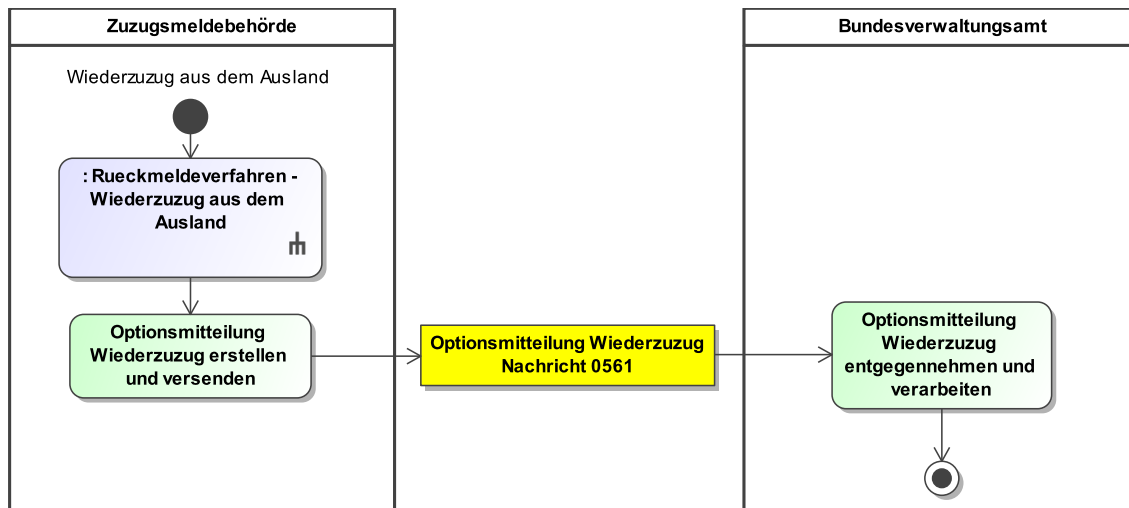 Zuzugsmeldebehörde
Bundesverwaltungsamt
Wiederzuzug aus dem Ausland
: Rueckmeldeverfahren -
Wiederzuzug aus dem
Ausland
Optionsmitteilung
Wiederzuzug erstellen
und versenden
Optionsmitteilung Wiederzuzug
Nachricht 0561
Optionsmitteilung
Wiederzuzug
entgegennehmen und
verarbeiten